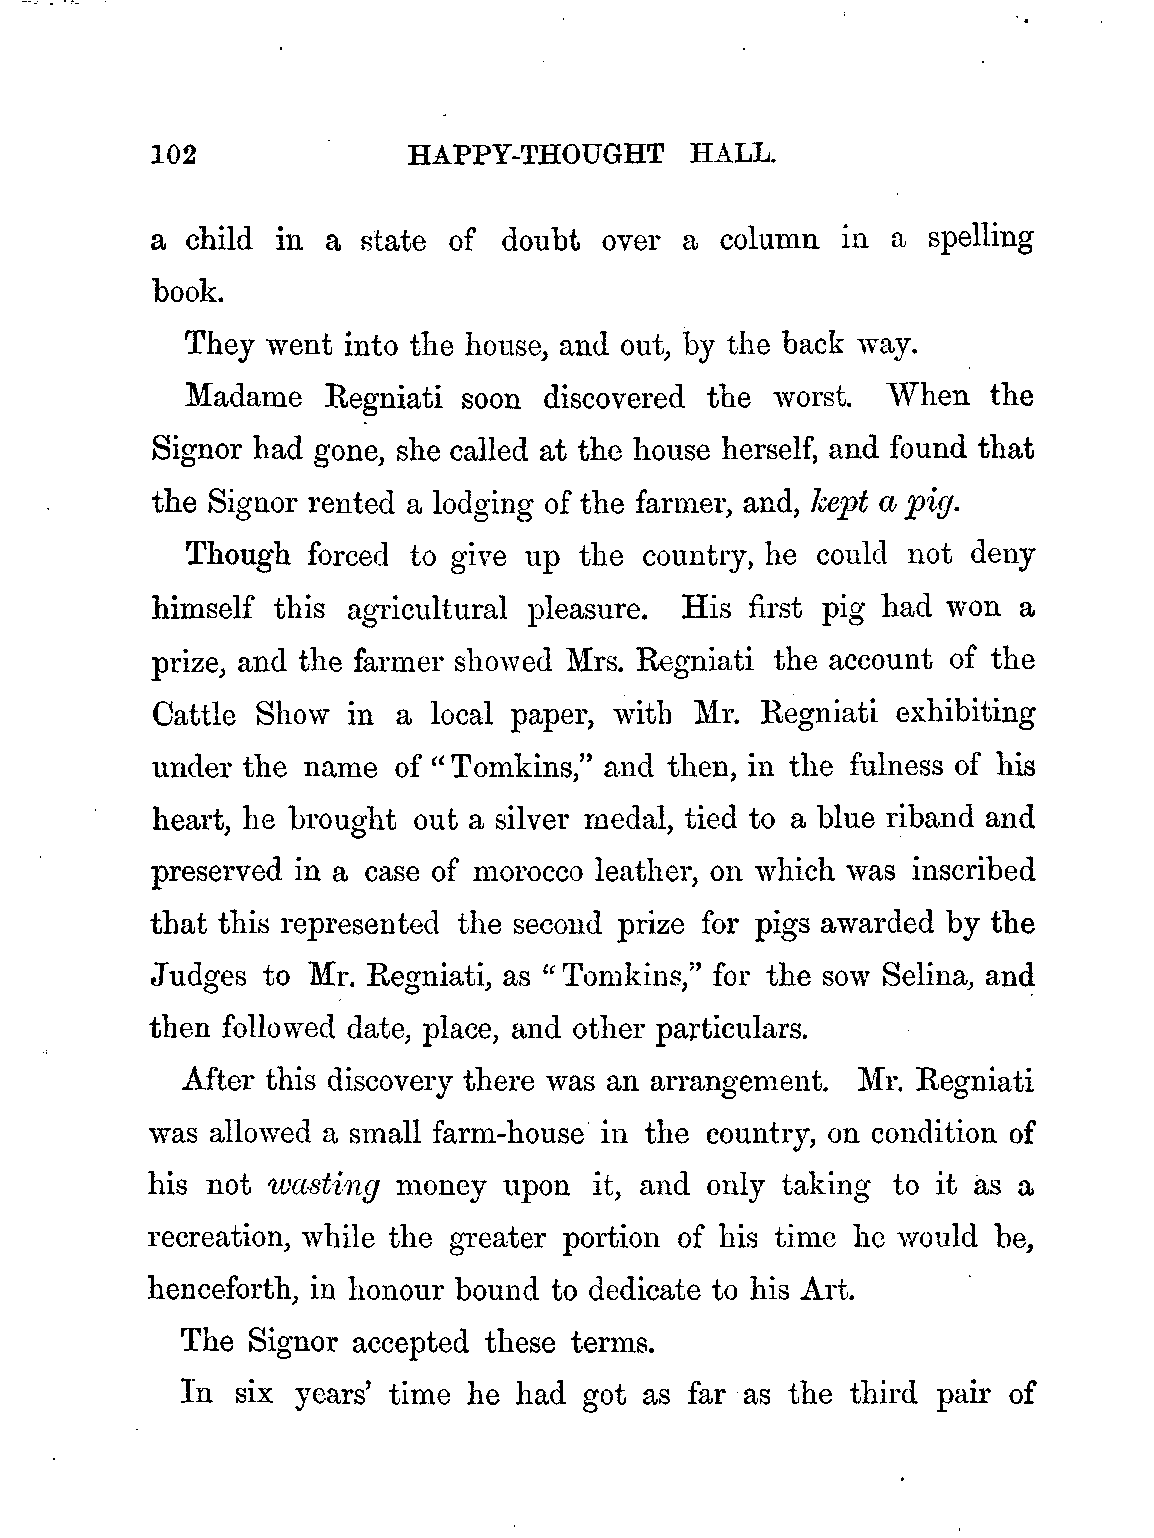 102 HAPPY-THOUGHT HALL.
a child in a state of doubt over a column in a spelling
book.
They went into the house, and out, by the back way.
Madame Regniati soon discovered the worst. When the
Signor had gone, she called at the house herself, and found that
the Signor rented a lodging of the farmer, and, kept a pig.
Though forced to give up the country, he could not deny
himself this agricultural pleasure. His first pig had won a
prize, and the farmer showed Mrs. Regniati the account of the
Cattle Show in a local paper, with Mr. Regniati exhibiting
under the name of “Tomkins,” and then, in the fulness of his
heart, he brought out a silver medal, tied to a blue riband and
preserved in a case of morocco leather, on which was inscribed
that this represented the second prize for pigs awarded by the
Judges to Mr. Regniati, as “Tomkins,” for the sow Selina, and
then followed date, place, and other particulars.
After this discovery there was an arrangement. Mr. Regniati
was allowed a small farm-house in the country, on condition of
his not wasting money upon it, and only taking to it as a
recreation, while the greater portion of his time he would be,
henceforth, in honour bound to dedicate to his Art.
The Signor accepted these terms.
In six years’ time he had got as far as the third pair of